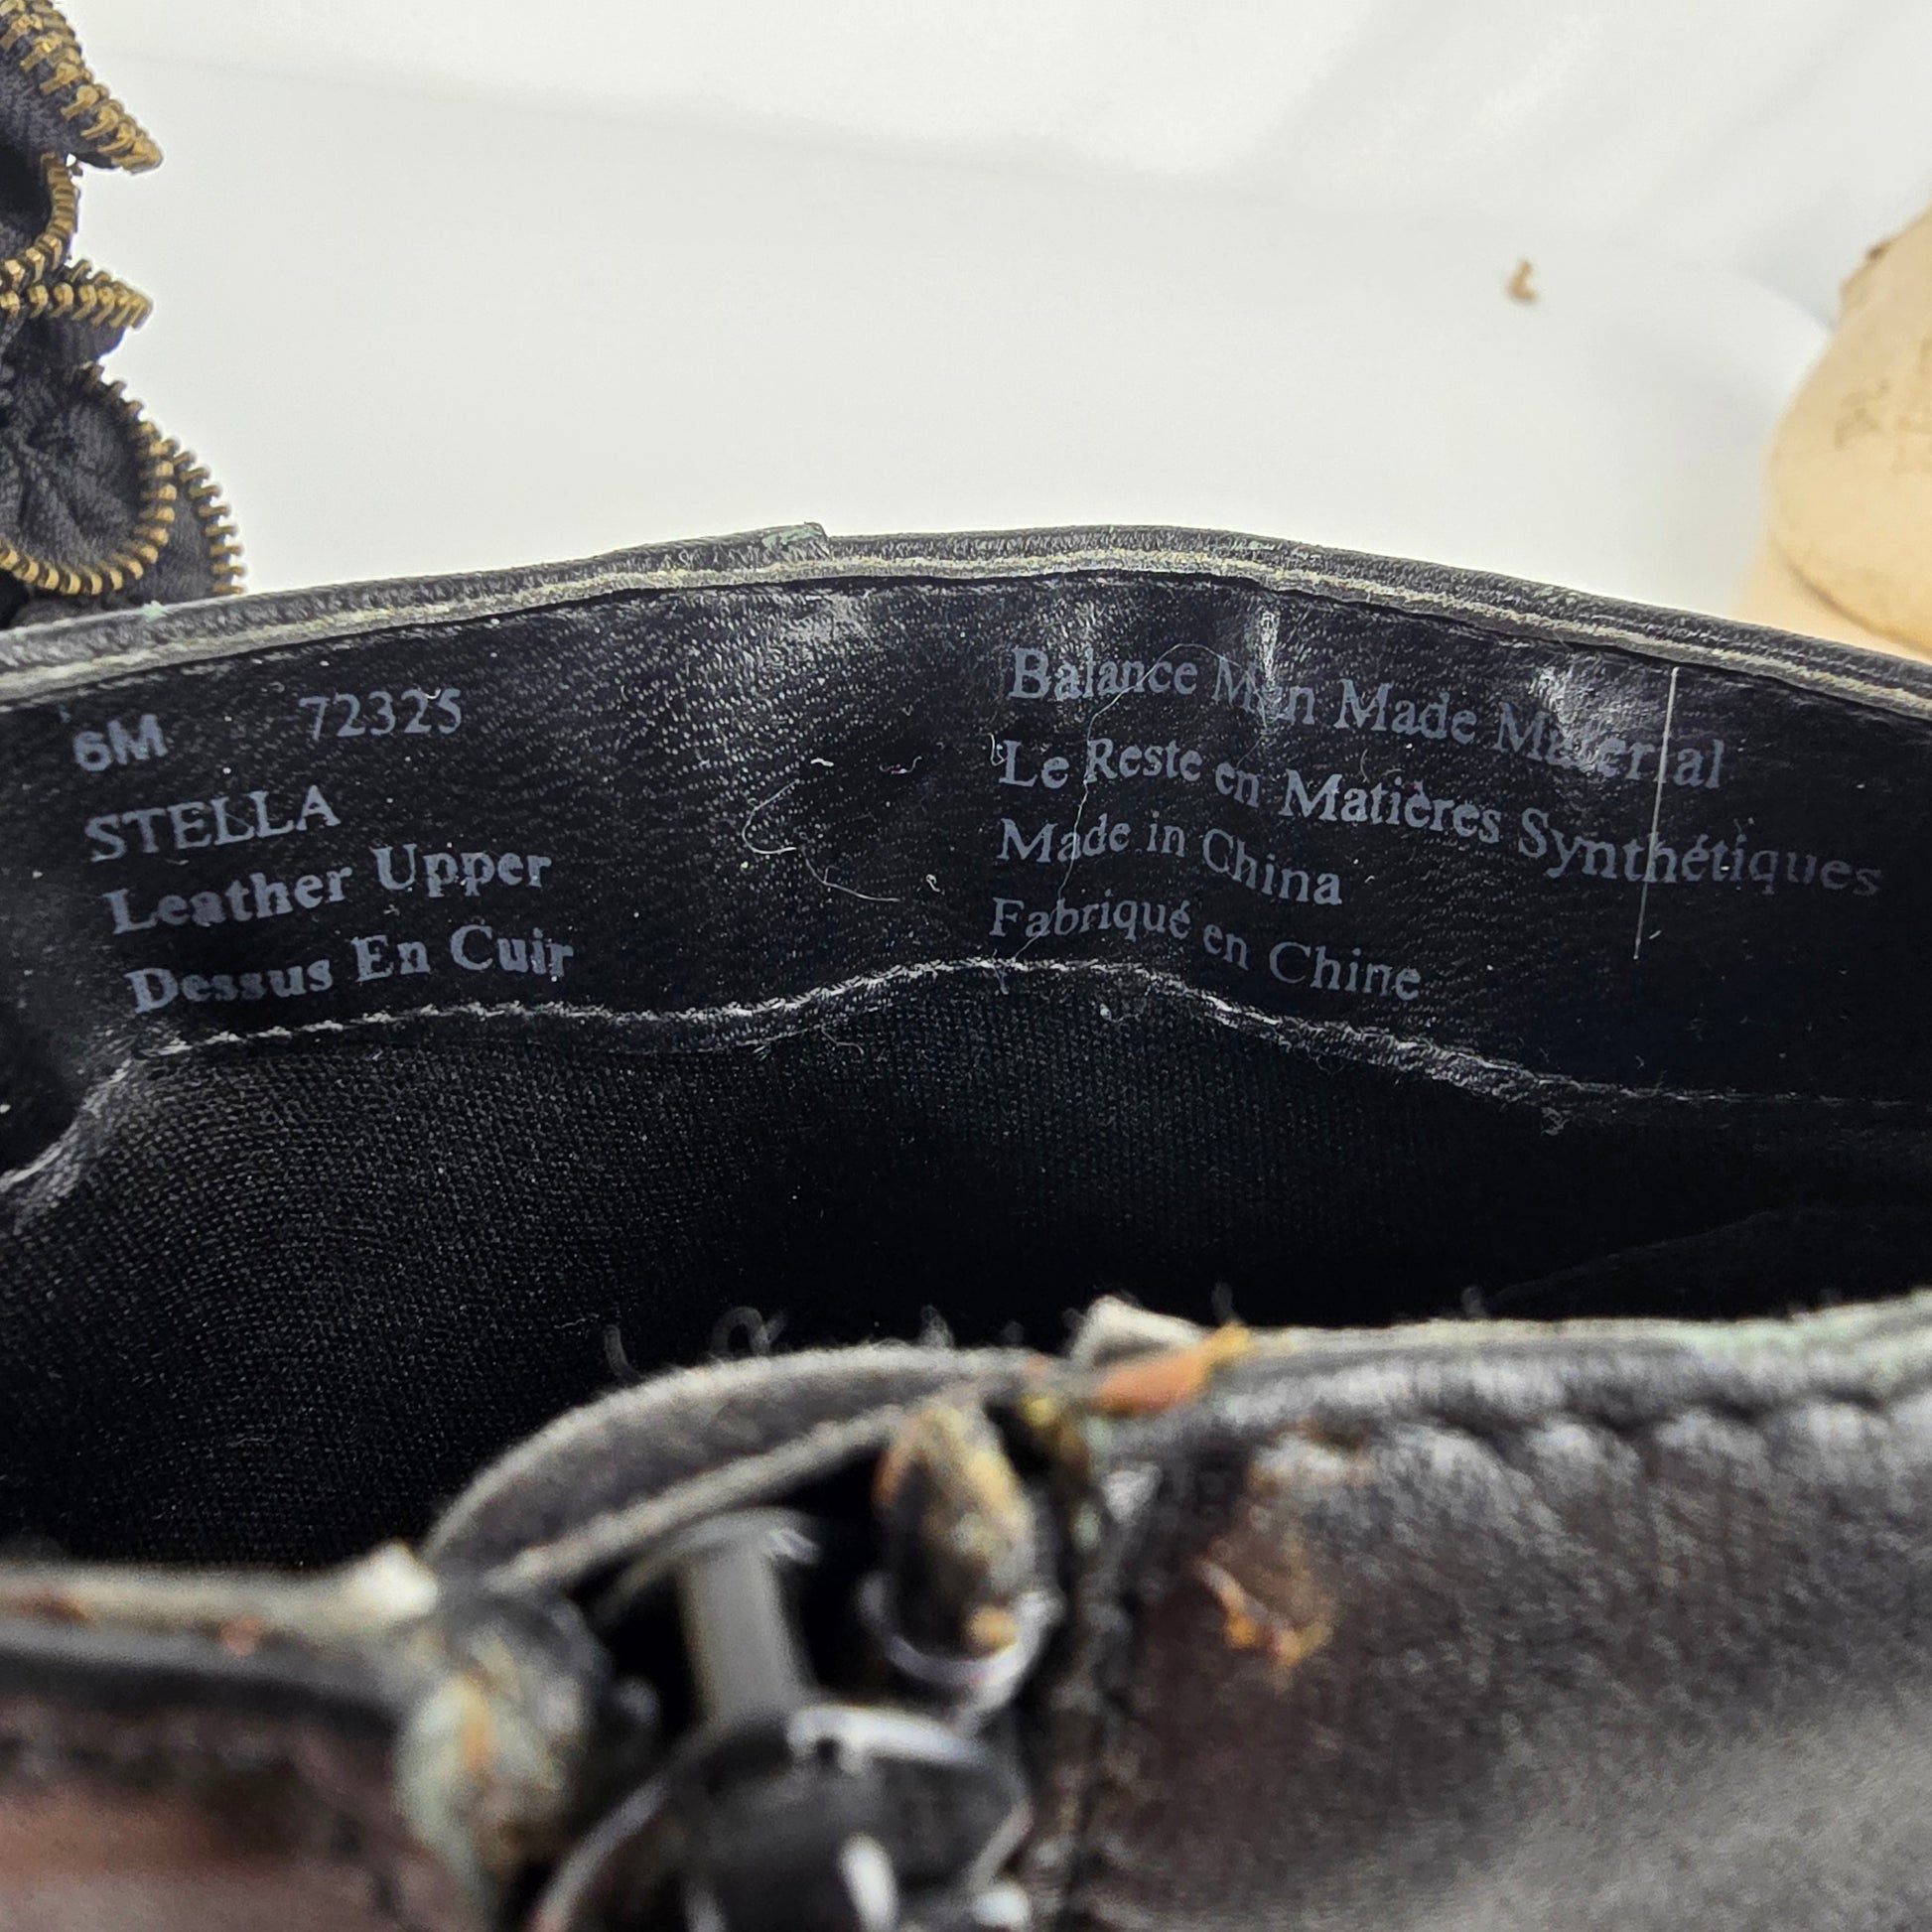 6M 72325
STELLA
Leather Upper
Dessus En Cuir
Balance Man Made Material
Le Reste en Matières Synthétiques
Made in China
Fabriqué en Chine